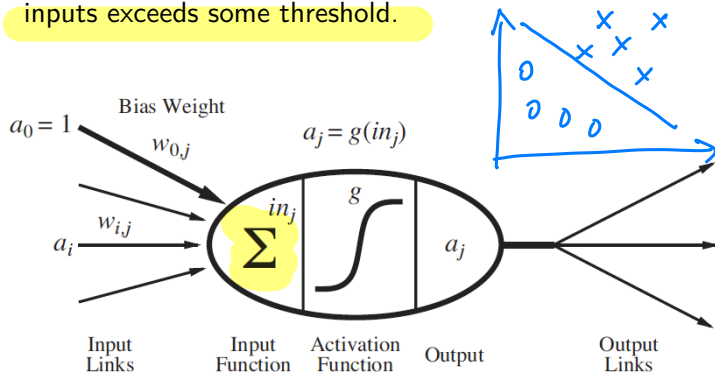 inputs exceeds some threshold.
Bias Weight
a₀ = 1
w₀,ⱼ
aⱼ = g(inⱼ)
inⱼ
g
wᵢ,ⱼ
aᵢ
Σ
aⱼ
Input
Links
Input
Function
Activation
Function
Output
Output
Links
x x
x x
x
o
o o o